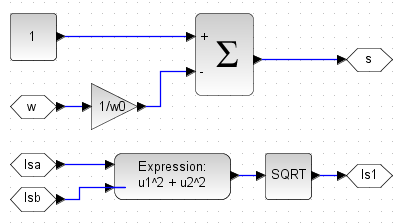 1
+
-
Σ
s
w
1/w0
Isa
Isb
Expression:
u1^2 + u2^2
SQRT
Is1